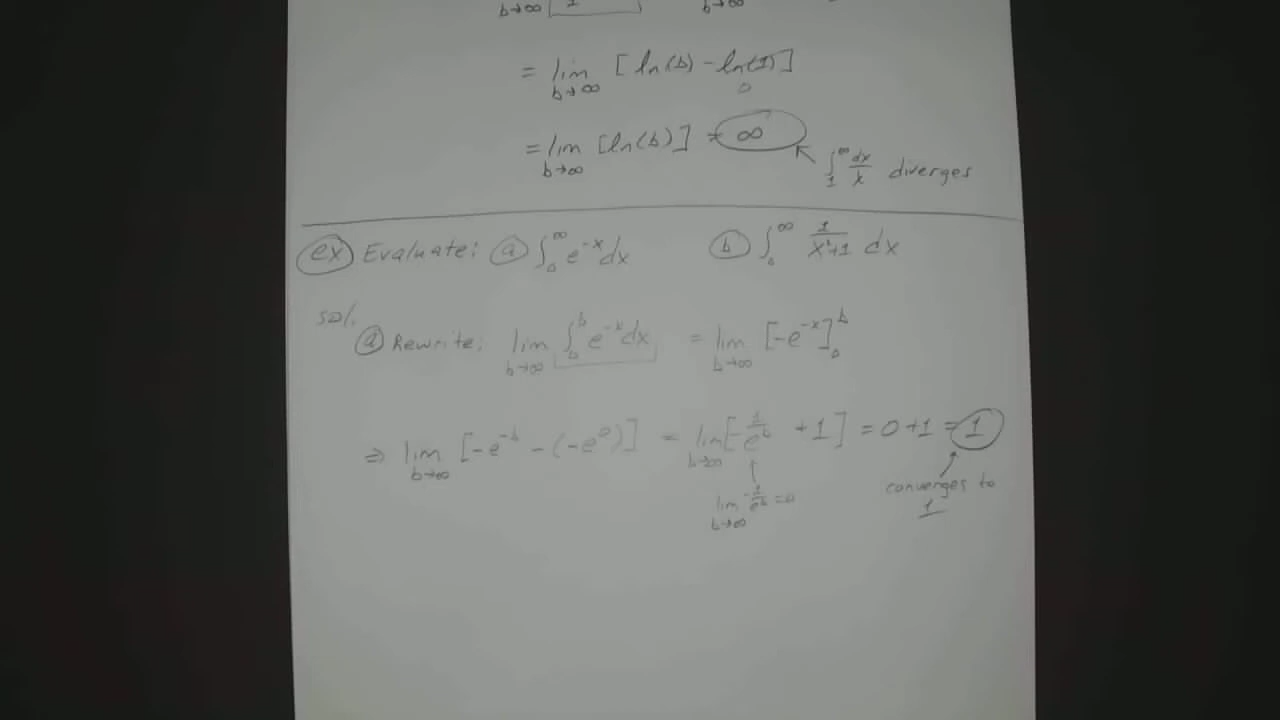 b→∞ b→∞
= lim [ln(b) - ln(1)]
b→∞ 0
= lim [ln(b)] = ∞
b→∞
∫₁^∞ dx/x diverges
ex Evaluate: a ∫₀^∞ e^-x dx b ∫₀^∞ 1/(x²+1) dx
sol.
a Rewrite: lim ∫₀^b e^-x dx = lim [-e^-x]₀^b
b→∞ b→∞
⇒ lim [-e^-b - (-e^0)] = lim [-1/e^b + 1] = 0 + 1 = 1
b→∞ b→∞
lim -1/e^b = 0
b→∞
converges to
1